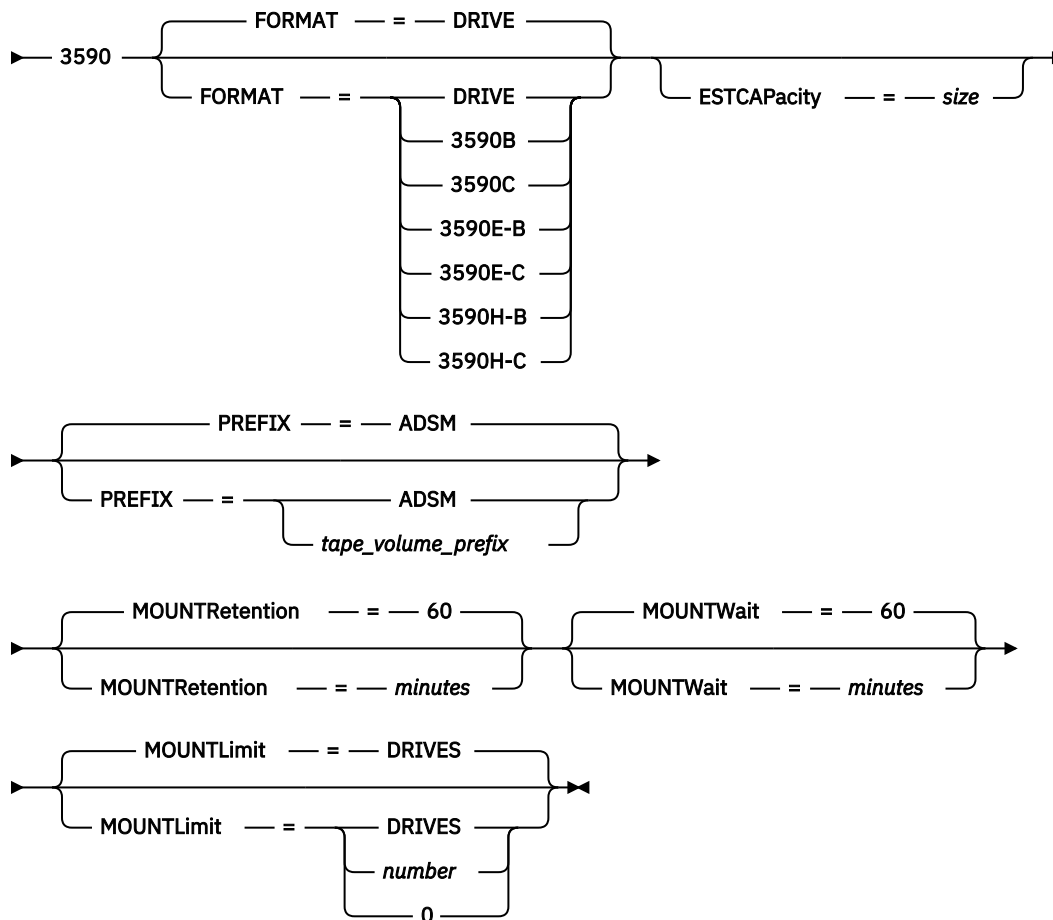 FORMAT = DRIVE
3590
FORMAT = DRIVE
ESTCAPacity = size
3590B
3590C
3590E-B
3590E-C
3590H-B
3590H-C
PREFIX = ADSM
PREFIX = ADSM
tape_volume_prefix
MOUNTRetention = 60 MOUNTWait = 60
MOUNTRetention = minutes MOUNTWait = minutes
MOUNTLimit = DRIVES
MOUNTLimit = DRIVES
number
0